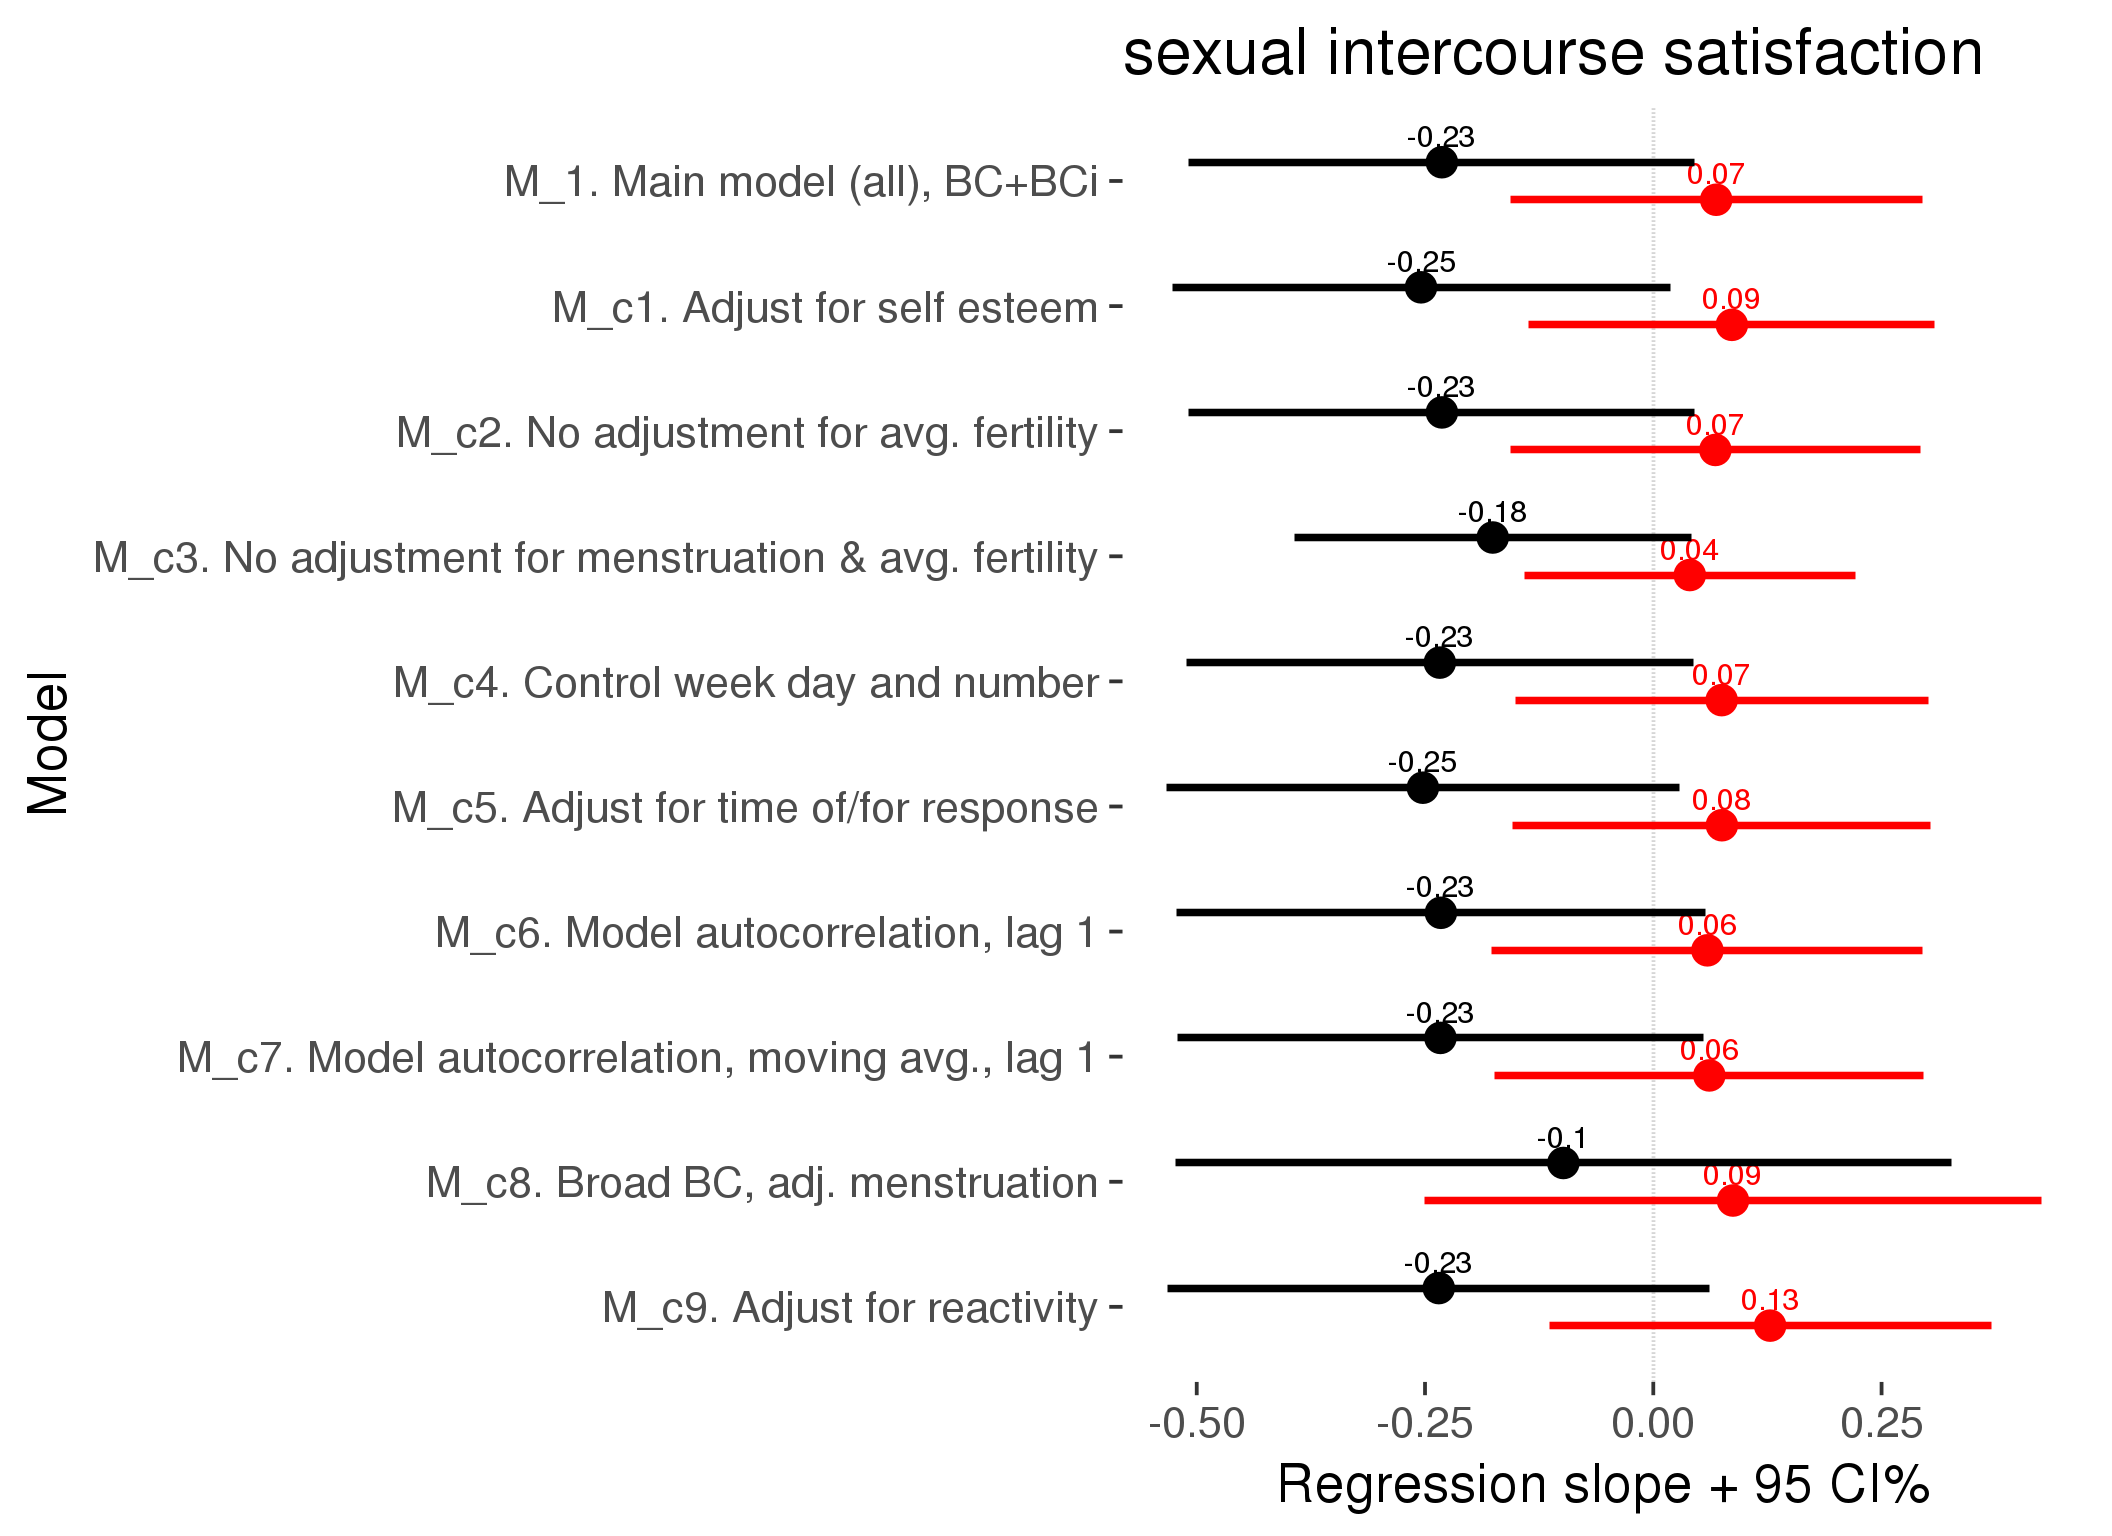 sexual intercourse satisfaction
M_1. Main model (all), BC+BCi
-0.23
0.07
M_c1. Adjust for self esteem
-0.25
0.09
M_c2. No adjustment for avg. fertility
-0.23
0.07
M_c3. No adjustment for menstruation & avg. fertility
-0.18
0.04
M_c4. Control week day and number
-0.23
0.07
M_c5. Adjust for time of/for response
-0.25
0.08
M_c6. Model autocorrelation, lag 1
-0.23
0.06
M_c7. Model autocorrelation, moving avg., lag 1
-0.23
0.06
M_c8. Broad BC, adj. menstruation
-0.1
0.09
M_c9. Adjust for reactivity
-0.23
0.13
Model
-0.50 -0.25 0.00 0.25
Regression slope + 95 CI%